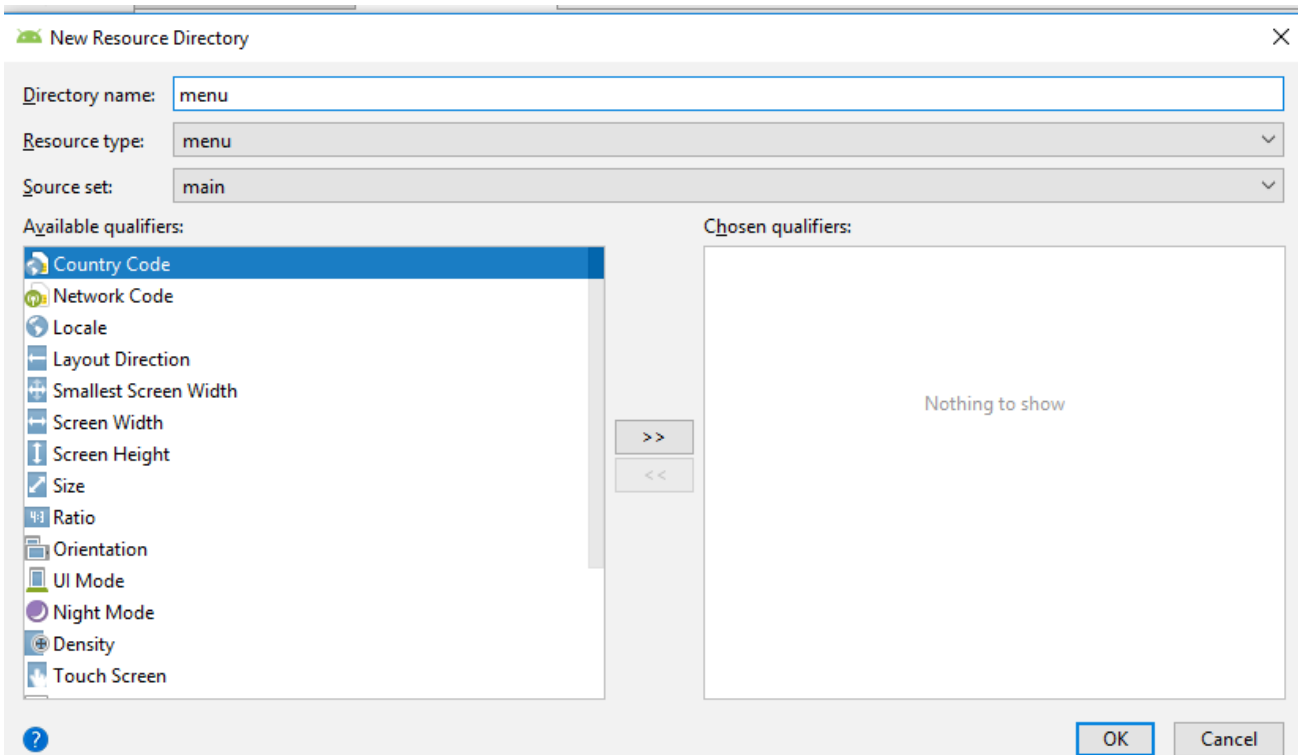 New Resource Directory
Directory name: menu
Resource type: menu
Source set: main
Available qualifiers:
Chosen qualifiers:
Country Code
Network Code
Locale
Layout Direction
Smallest Screen Width
Screen Width
Screen Height
Size
4:3 Ratio
Orientation
UI Mode
Night Mode
Density
Touch Screen
>>
<<
Nothing to show
?
OK
Cancel